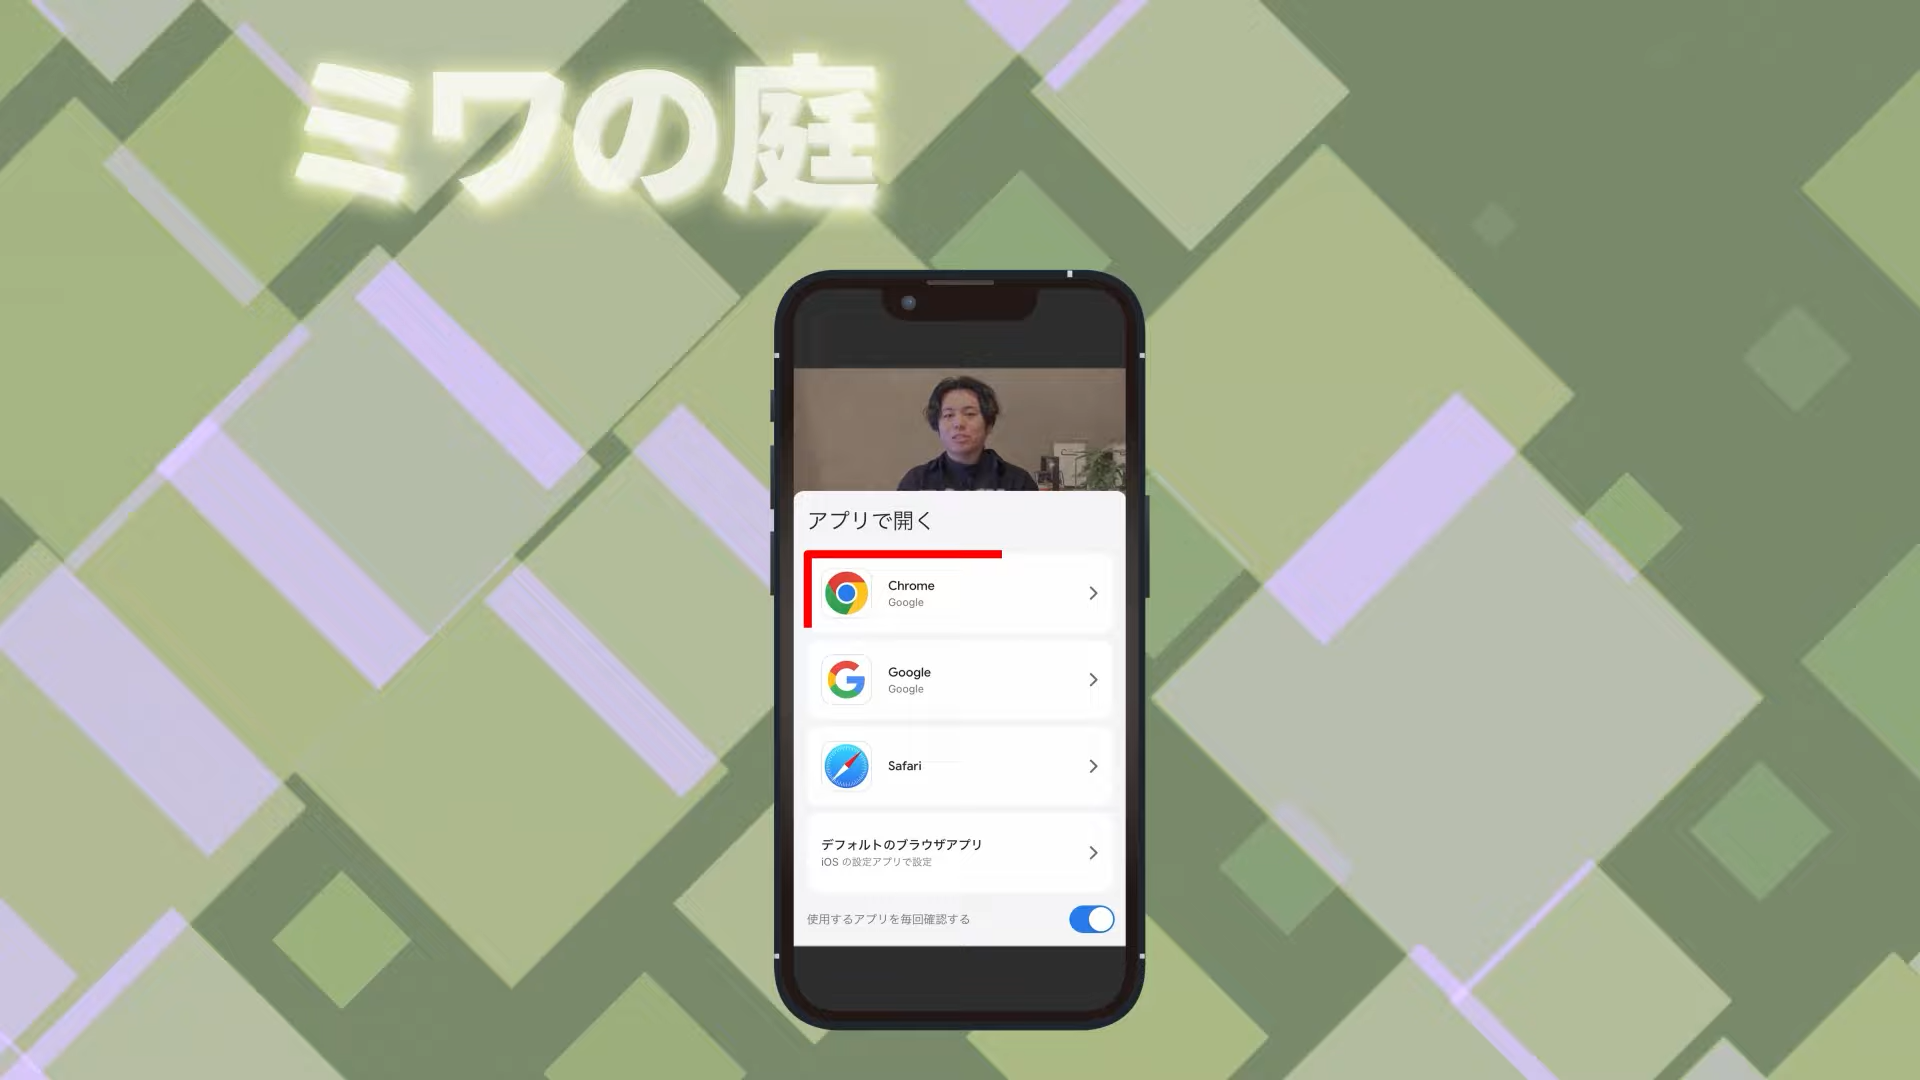 ミワの庭
アプリで開く
Chrome
Google
Google
Google
Safari
デフォルトのブラウザアプリ
iOS の設定アプリで設定
使用するアプリを毎回確認する